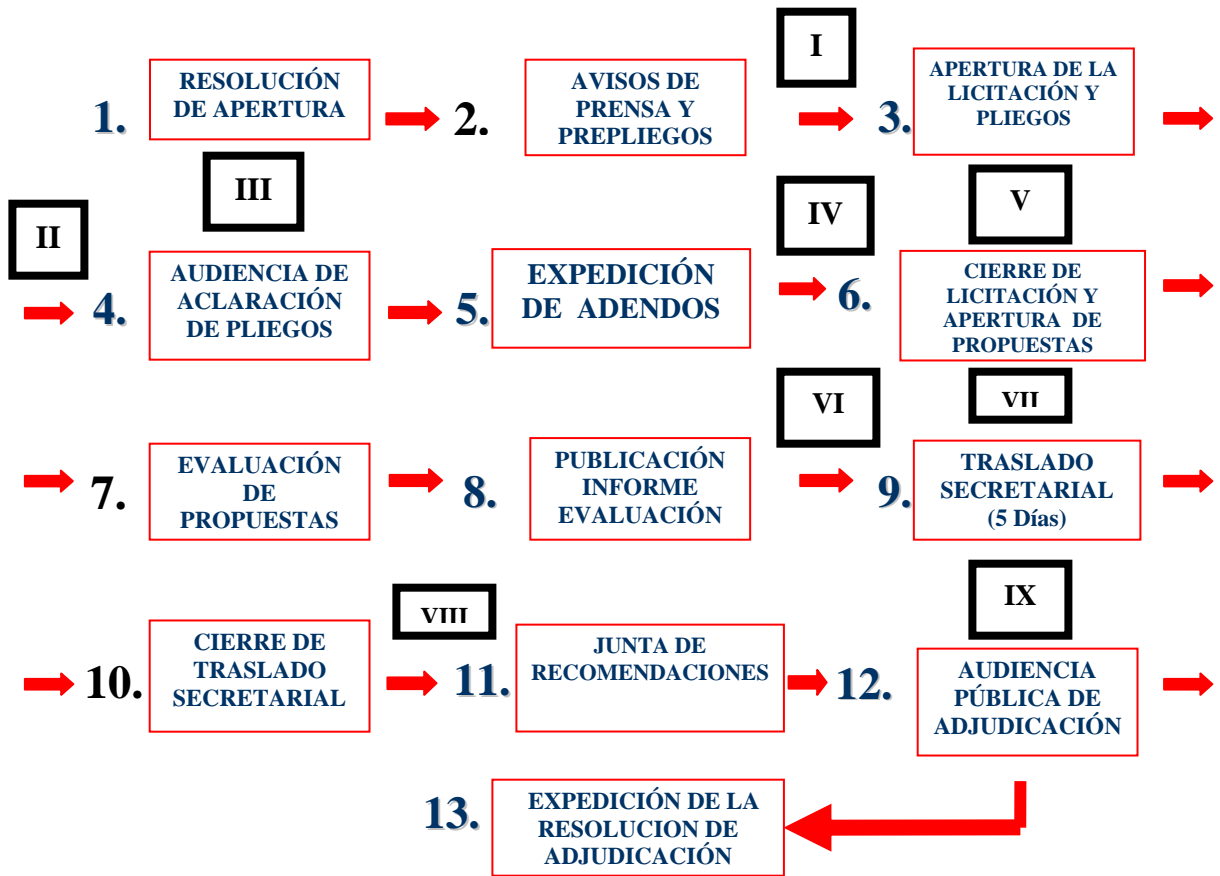 I
1.
RESOLUCIÓN
DE APERTURA
2.
AVISOS DE
PRENSA Y
PREPLIEGOS
3.
APERTURA DE LA
LICITACIÓN Y
PLIEGOS
II
III
IV
V
4.
AUDIENCIA DE
ACLARACIÓN
DE PLIEGOS
5.
EXPEDICIÓN
DE ADENDOS
6.
CIERRE DE
LICITACIÓN Y
APERTURA DE
PROPUESTAS
VI
VII
7.
EVALUACIÓN
DE
PROPUESTAS
8.
PUBLICACIÓN
INFORME
EVALUACIÓN
9.
TRASLADO
SECRETARIAL
(5 Días)
VIII
IX
10.
CIERRE DE
TRASLADO
SECRETARIAL
11.
JUNTA DE
RECOMENDACIONES
12.
AUDIENCIA
PÚBLICA DE
ADJUDICACIÓN
13.
EXPEDICIÓN DE LA
RESOLUCION DE
ADJUDICACIÓN